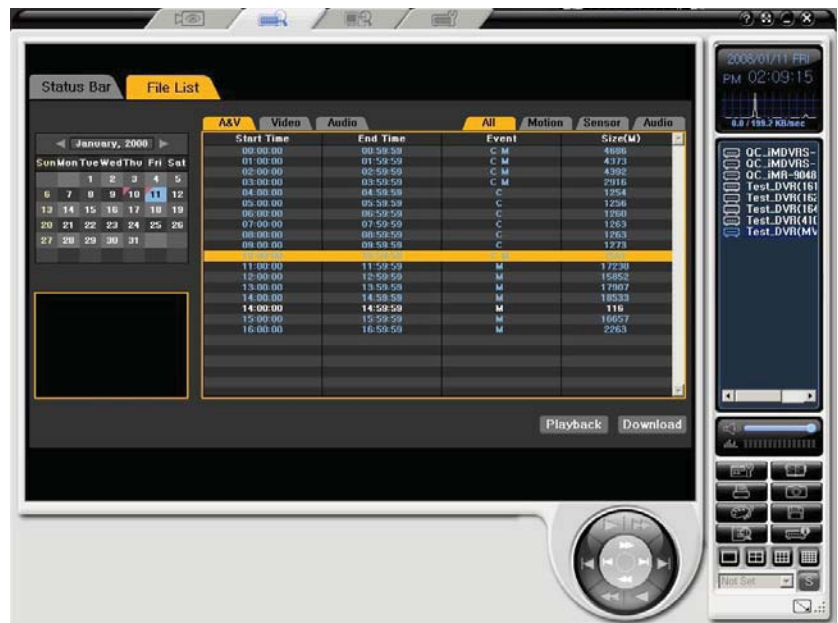 2008/01/11 FRI
PM 02:09:15
0.0 / 199.2 KB/sec
Status Bar File List
A&V Video Audio All Motion Sensor Audio
January, 2008
Sun Mon Tue Wed Thu Fri Sat
1 2 3 4 5
6 7 8 9 10 11 12
13 14 15 16 17 18 19
20 21 22 23 24 25 26
27 28 29 30 31
Start Time End Time Event Size(M)
00:00:00 00:59:59 C M 4686
01:00:00 01:59:59 C M 4373
02:00:00 02:59:59 C M 4392
03:00:00 03:59:59 C M 2916
04:00:00 04:59:59 C 1254
05:00:00 05:59:59 C 1256
06:00:00 06:59:59 C 1260
07:00:00 07:59:59 C 1263
08:00:00 08:59:59 C 1263
09:00:00 09:59:59 C 1273
11:00:00 11:59:59 M 17230
12:00:00 12:59:59 M 15852
13:00:00 13:59:59 M 17907
14:00:00 14:59:59 M 18533
14:00:00 14:59:59 M 116
15:00:00 15:59:59 M 16657
16:00:00 16:59:59 M 2263
Playback Download
QC_iMDVRS-
QC_iMDVRS-
QC_iMR-9048
Test_DVR(161
Test_DVR(162
Test_DVR(164
Test_DVR(410
Test_DVR(MV
Not Set S